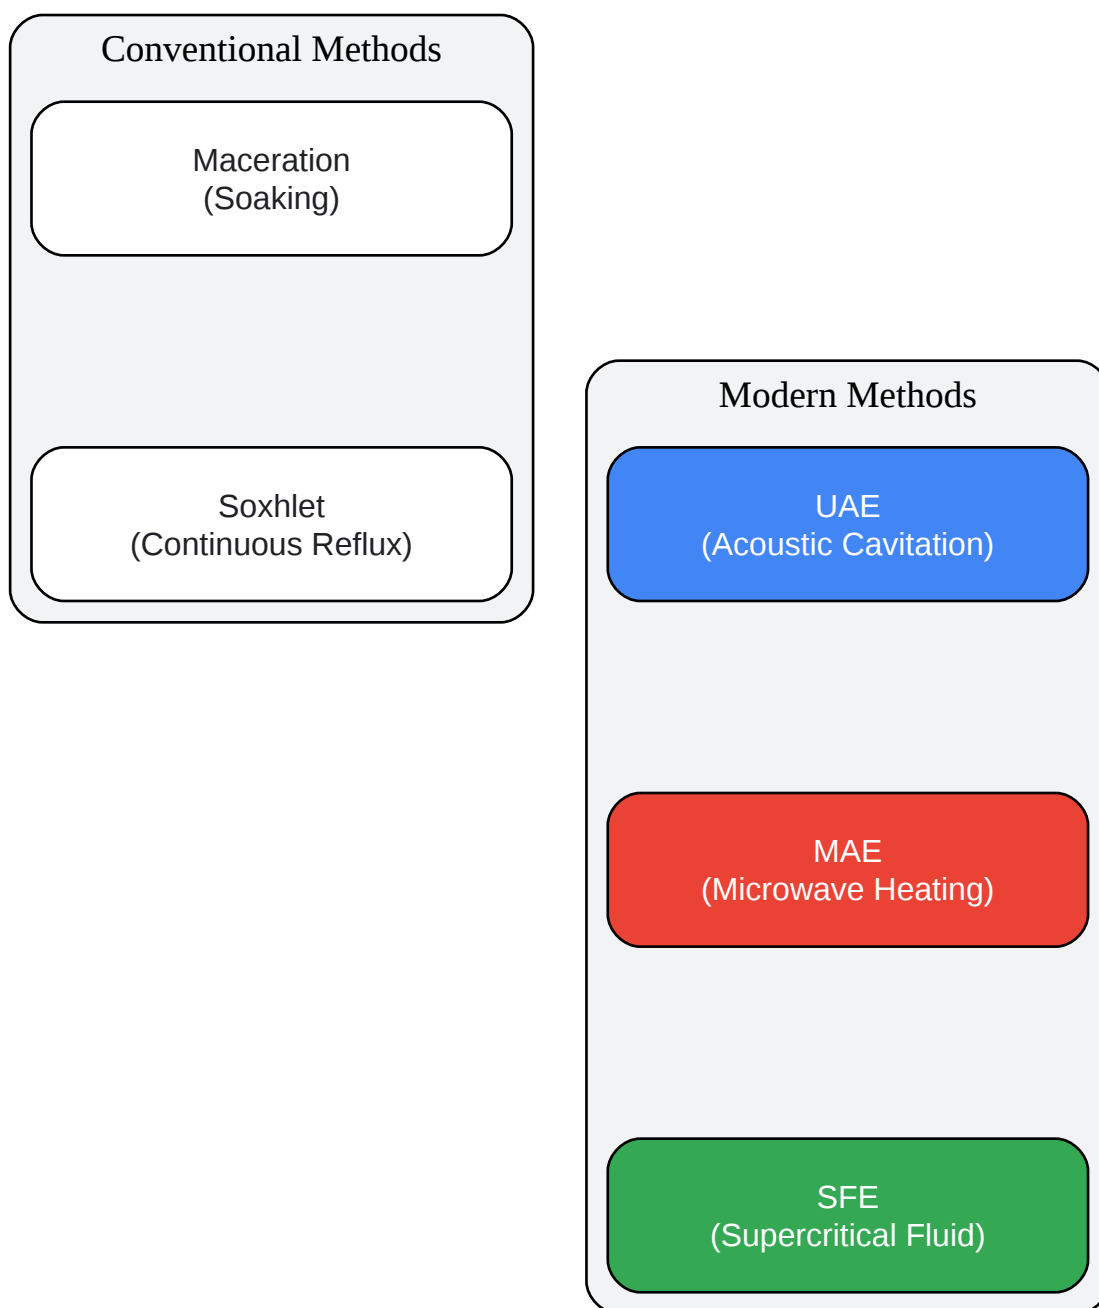 Conventional Methods
Maceration
(Soaking)
Soxhlet
(Continuous Reflux)
Modern Methods
UAE
(Acoustic Cavitation)
MAE
(Microwave Heating)
SFE
(Supercritical Fluid)